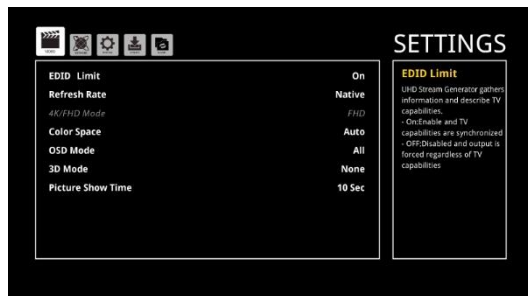 SETTINGS
EDID Limit On
Refresh Rate Native
4K/FHD Mode FHD
Color Space Auto
OSD Mode All
3D Mode None
Picture Show Time 10 Sec
EDID Limit
UHD Stream Generator gathers
information and describe TV
capabilities.
- On:Enable and TV
capabilities are synchronized
- OFF:Disabled and output is
forced regardless of TV
capabilities